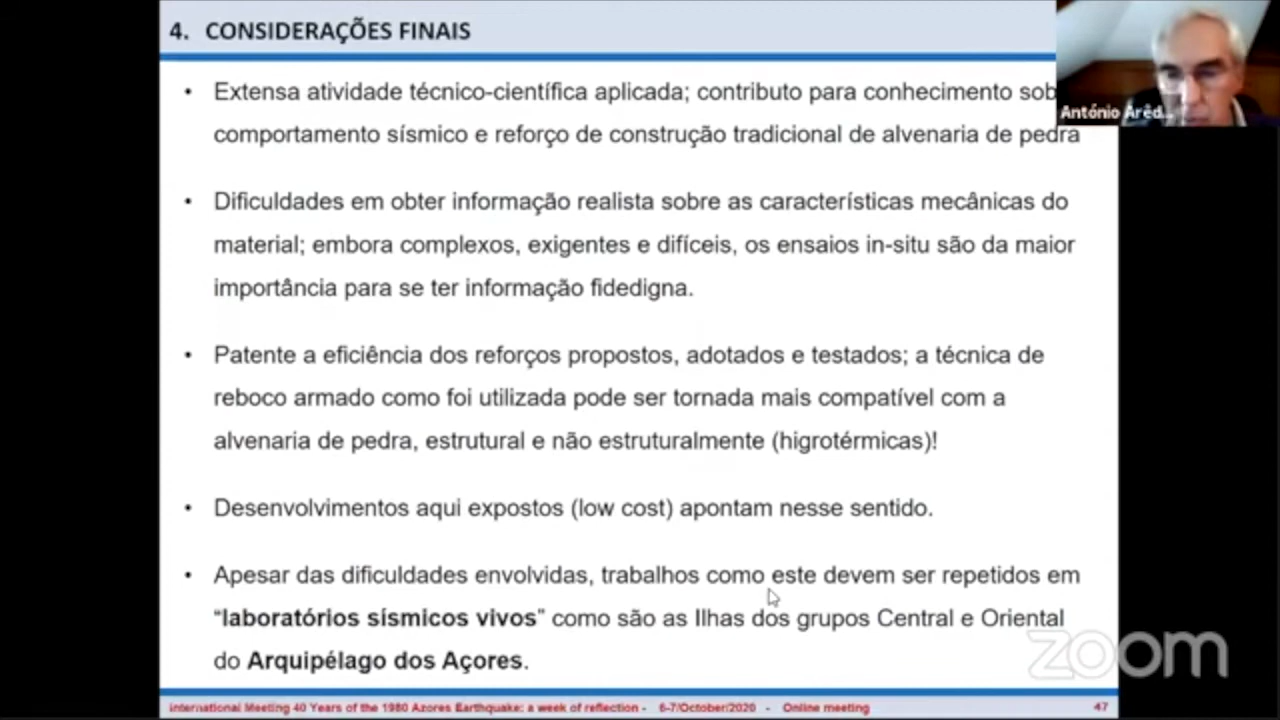 4. CONSIDERAÇÕES FINAIS
António Arêd...
• Extensa atividade técnico-científica aplicada; contributo para conhecimento sob
comportamento sísmico e reforço de construção tradicional de alvenaria de pedra
• Dificuldades em obter informação realista sobre as características mecânicas do
material; embora complexos, exigentes e difíceis, os ensaios in-situ são da maior
importância para se ter informação fidedigna.
• Patente a eficiência dos reforços propostos, adotados e testados; a técnica de
reboco armado como foi utilizada pode ser tornada mais compatível com a
alvenaria de pedra, estrutural e não estruturalmente (higrotérmicas)!
• Desenvolvimentos aqui expostos (low cost) apontam nesse sentido.
• Apesar das dificuldades envolvidas, trabalhos como este devem ser repetidos em
“laboratórios sísmicos vivos” como são as Ilhas dos grupos Central e Oriental
do Arquipélago dos Açores.
zoom
International Meeting 40 Years of the 1980 Azores Earthquake: a week of reflection - 6-7/October/2020 - Online meeting 47